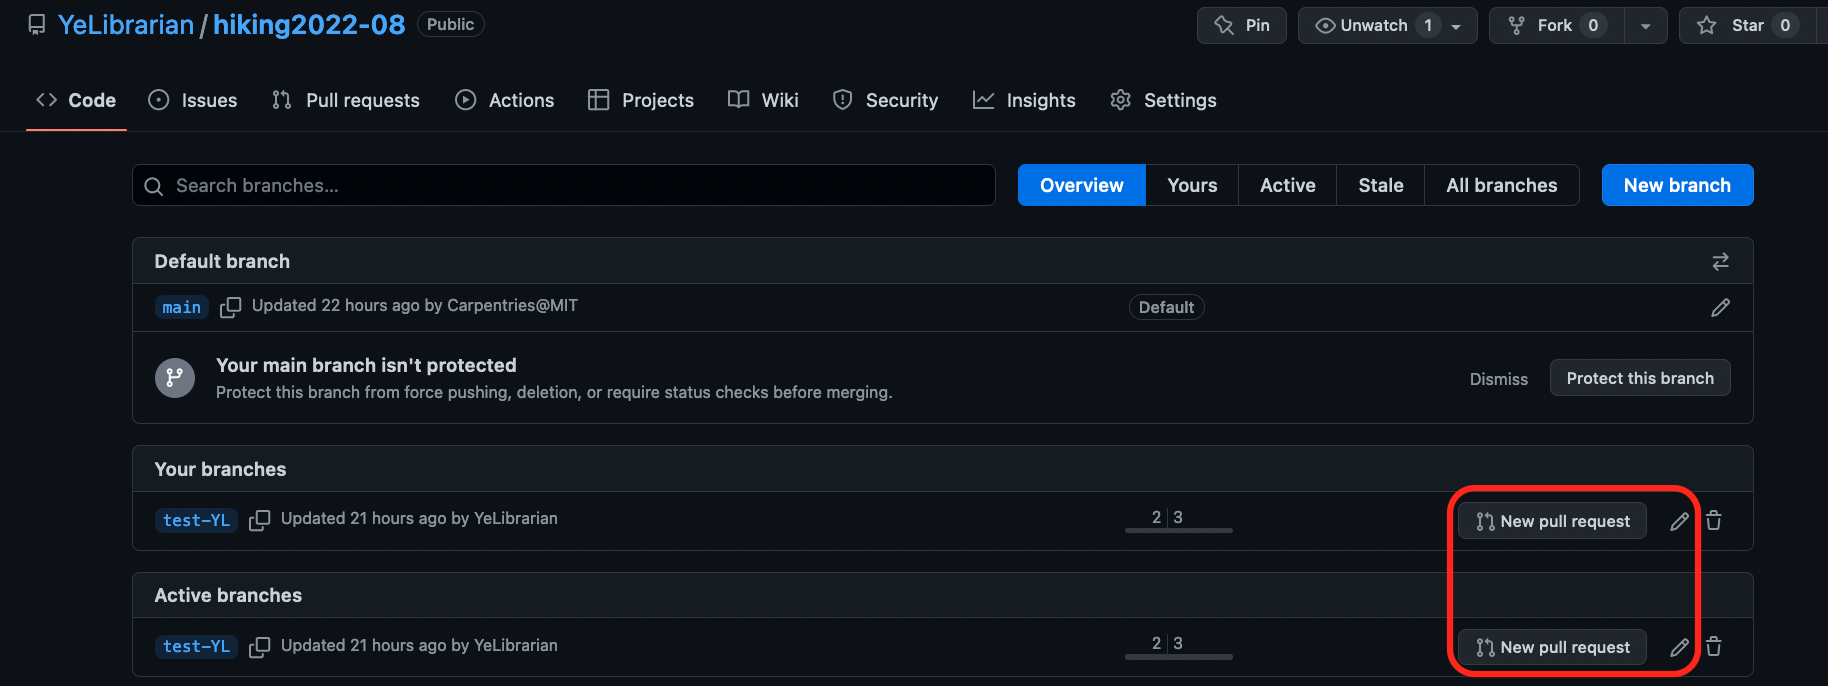 YeLibrarian / hiking2022-08 Public Pin Unwatch 1 Fork 0 Star 0
Code Issues Pull requests Actions Projects Wiki Security Insights Settings
Search branches... Overview Yours Active Stale All branches New branch
Default branch
main Updated 22 hours ago by Carpentries@MIT Default
Your main branch isn't protected
Protect this branch from force pushing, deletion, or require status checks before merging. Dismiss Protect this branch
Your branches
test-YL Updated 21 hours ago by YeLibrarian 2 | 3 New pull request
Active branches
test-YL Updated 21 hours ago by YeLibrarian 2 | 3 New pull request